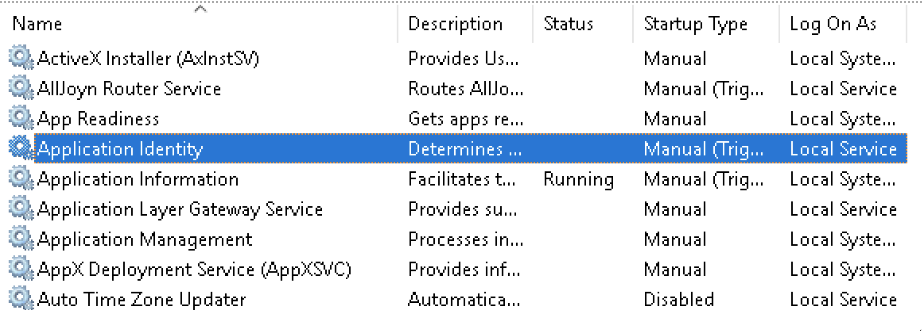 Name Description Status Startup Type Log On As
ActiveX Installer (AxInstSV) Provides Us... Manual Local Syste...
AllJoyn Router Service Routes AllJo... Manual (Trig... Local Service
App Readiness Gets apps re... Manual Local Syste...
Application Identity Determines ... Manual (Trig... Local Service
Application Information Facilitates t... Running Manual (Trig... Local Syste...
Application Layer Gateway Service Provides su... Manual Local Service
Application Management Processes in... Manual Local Syste...
AppX Deployment Service (AppXSVC) Provides inf... Manual Local Syste...
Auto Time Zone Updater Automatica... Disabled Local Service